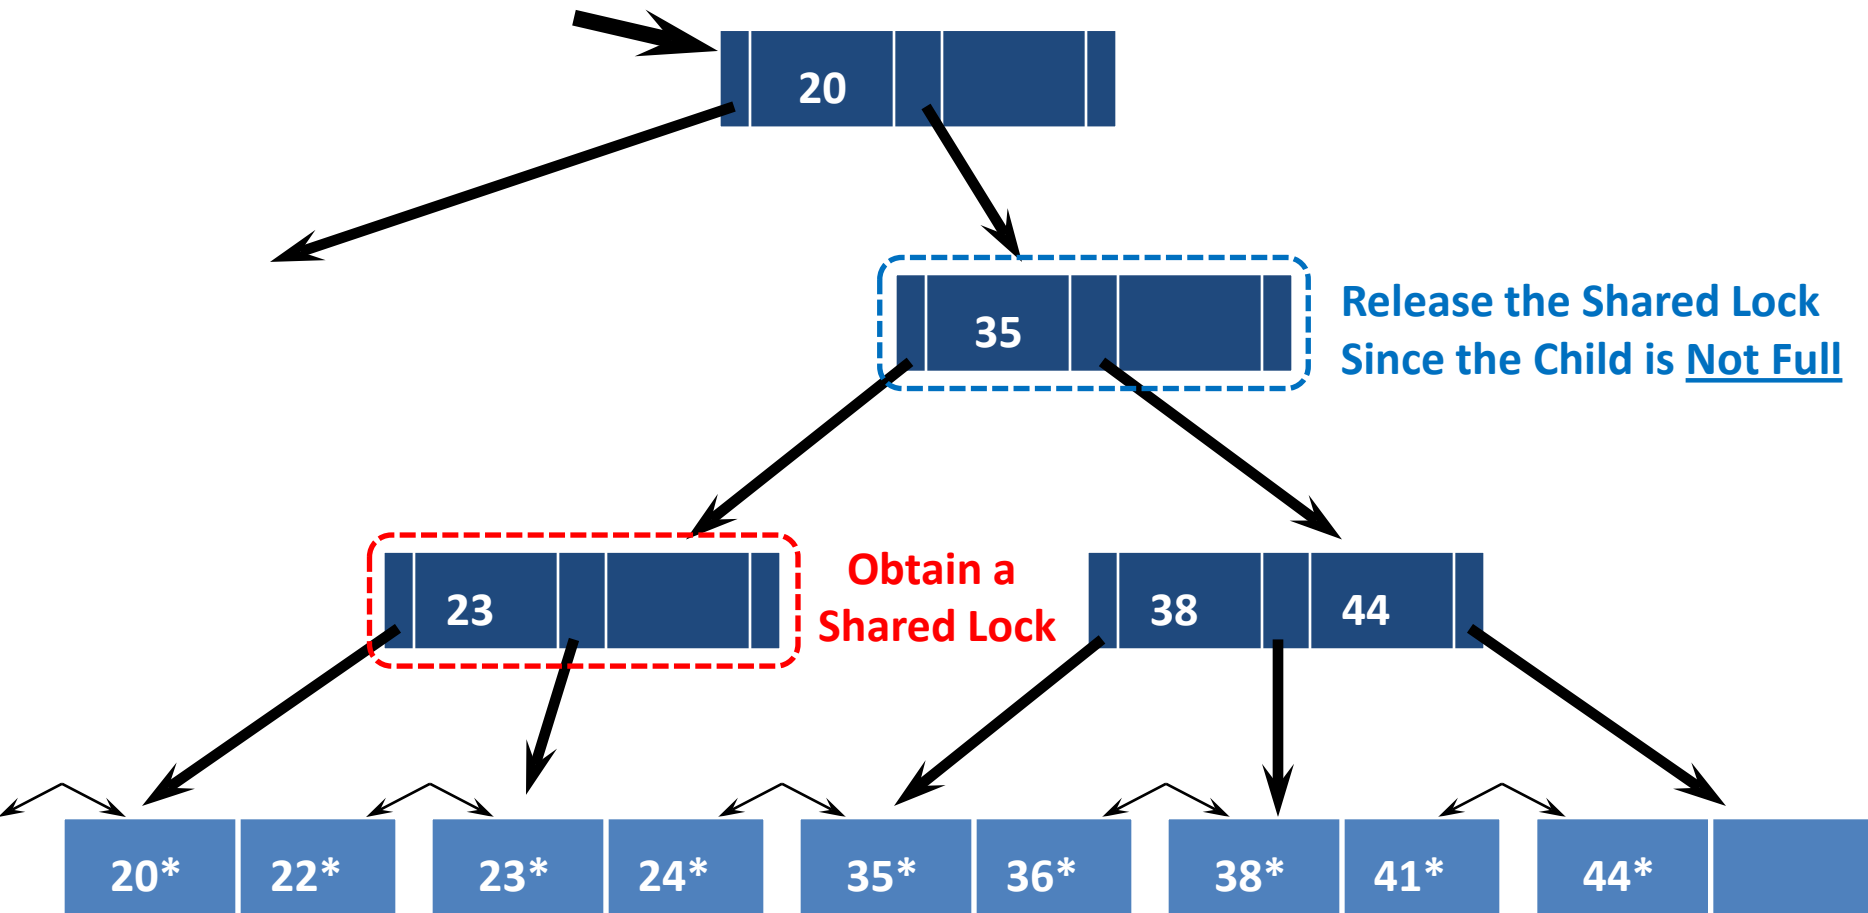 20
35
Release the Shared Lock
Since the Child is Not Full
23
Obtain a
Shared Lock
38 44
20* 22* 23* 24* 35* 36* 38* 41* 44*